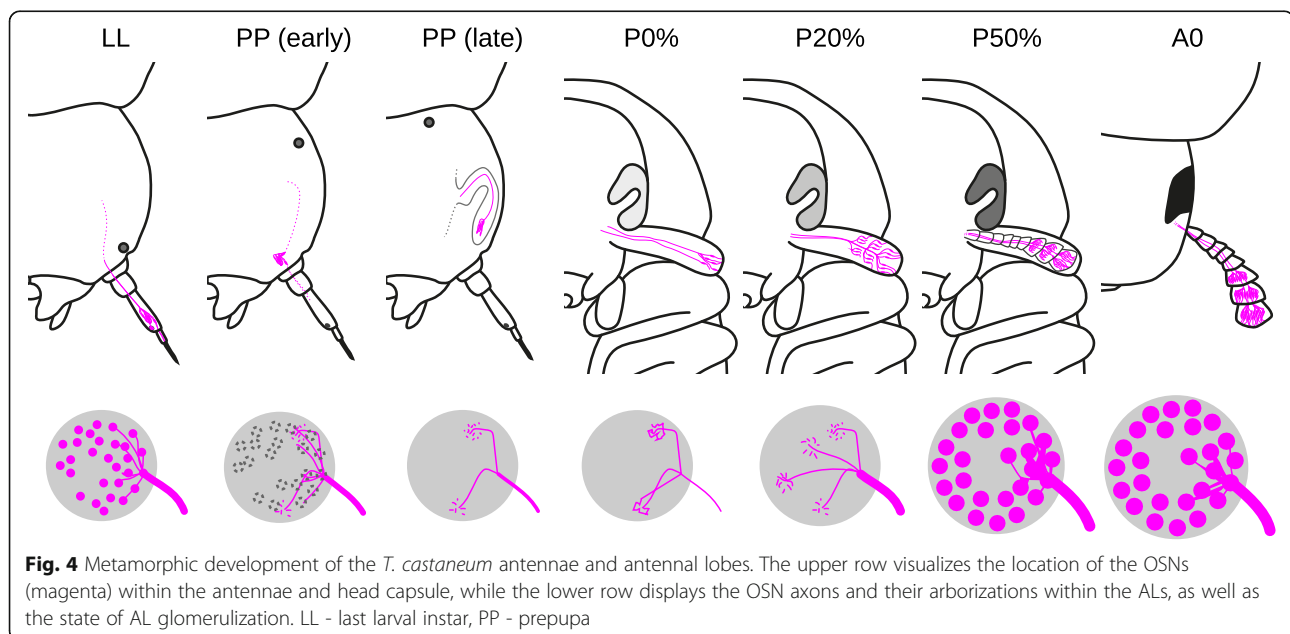 LL PP (early) PP (late) P0% P20% P50% A0
Fig. 4 Metamorphic development of the T. castaneum antennae and antennal lobes. The upper row visualizes the location of the OSNs
(magenta) within the antennae and head capsule, while the lower row displays the OSN axons and their arborizations within the ALs, as well as
the state of AL glomerulization. LL - last larval instar, PP - prepupa